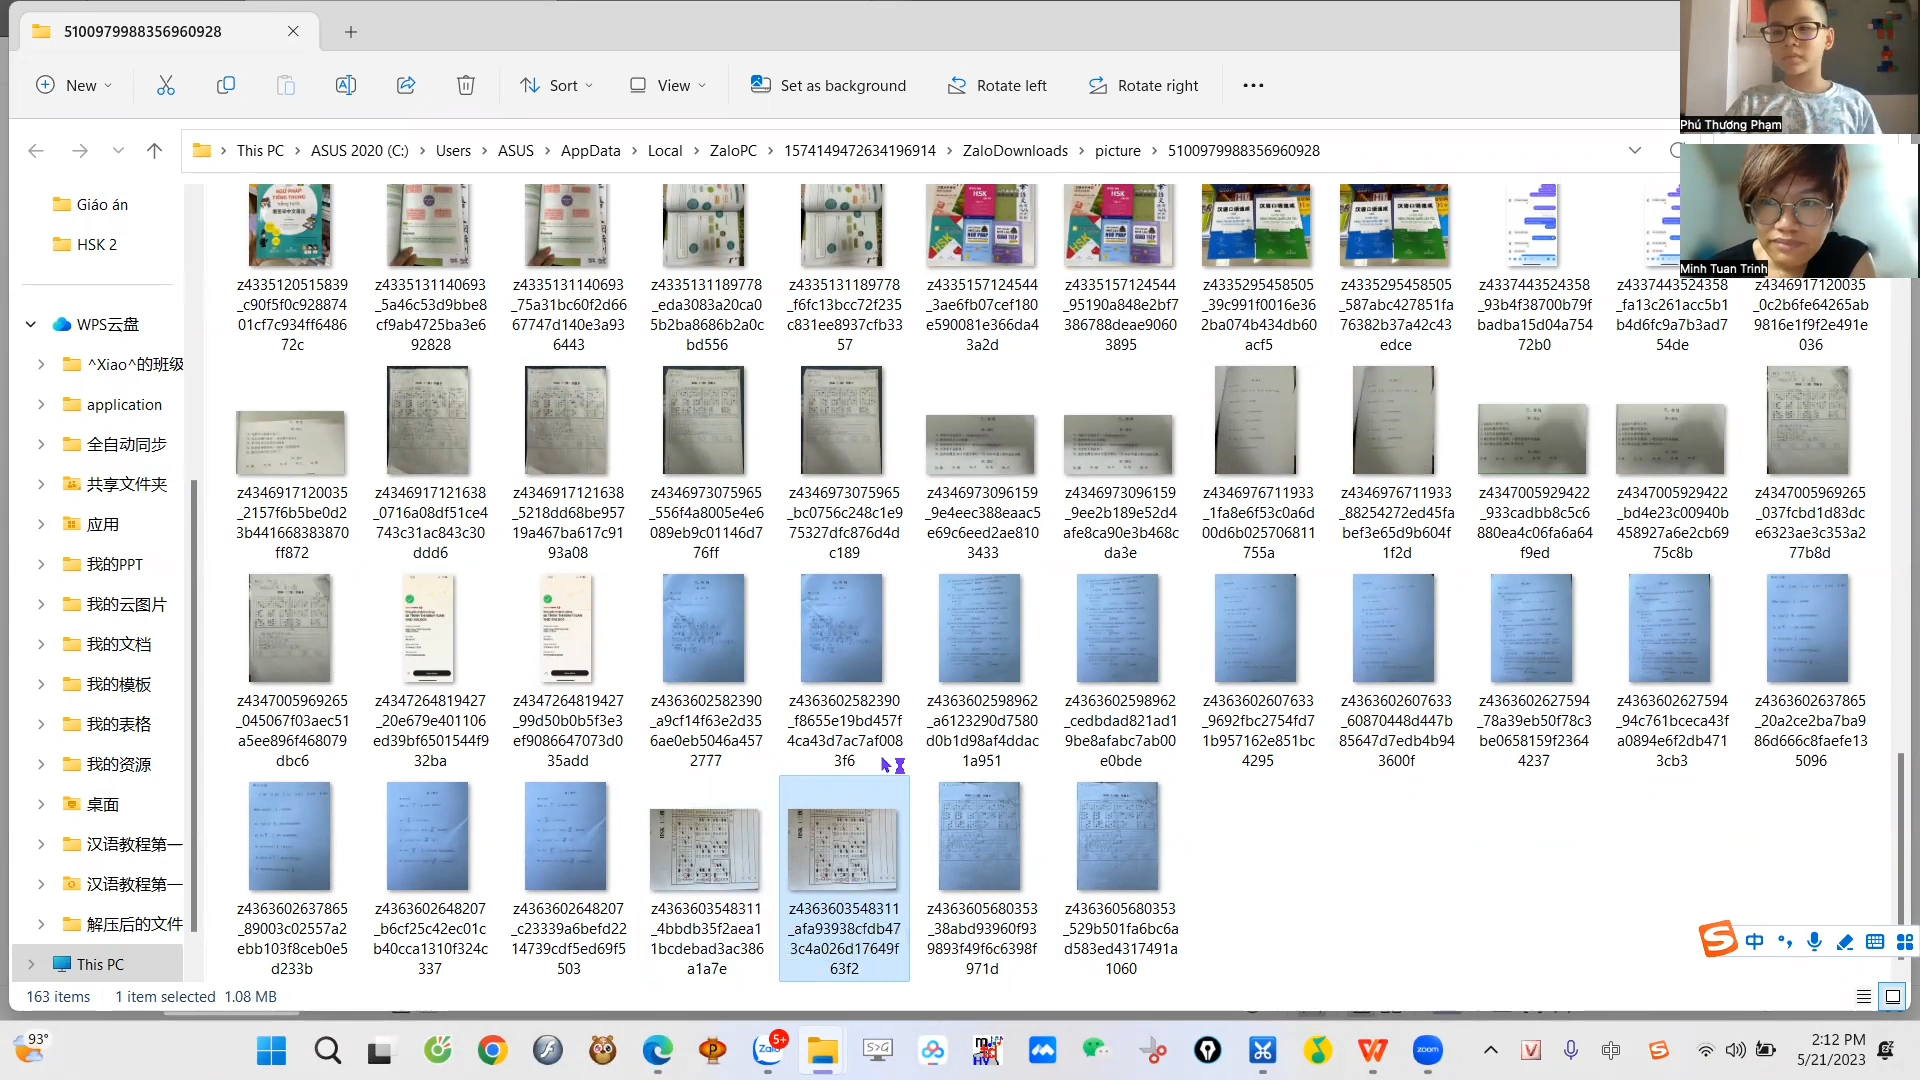 5100979988356960928
New
Sort
View
Set as background
Rotate left
Rotate right
This PC > ASUS 2020 (C:) > Users > ASUS > AppData > Local > ZaloPC > 1574149472634196914 > ZaloDownloads > picture > 5100979988356960928
Phú Thương Phạm
Minh Tuan Trinh
Giáo án
HSK 2
WPS云盘
^Xiao^的班级
application
全自动同步
共享文件夹
应用
我的PPT
我的云图片
我的文档
我的模板
我的表格
我的资源
桌面
汉语教程第一
汉语教程第一
解压后的文件
This PC
z4335120515839_c90f5f0c92887401cf7c934ff648672c
z4335131140693_5a46c53d9bbe8cf9ab4725ba3e692828
z4335131140693_75a31bc60f2d6667747d140e3a936443
z4335131189778_eda3083a20ca05b2ba8686b2a0cbd556
z4335131189778_f6fc13bcc72f235c831ee8937cfb3357
z4335157124544_3ae6fb07cef180e590081e366da43a2d
z4335157124544_95190a848e2bf7386788deae90603895
z4335295458505_39c991f0016e362ba074b434db60acf5
z4335295458505_587abc427851fa76382b37a42c43edce
z4337443524358_93b4f38700b79fbadba15d04a75472b0
z4337443524358_fa13c261acc5b1b4d6fc9a7b3ad754de
z4346917120035_0c2b6fe64265ab9816e1f9f2e491e036
z4346917120035_2157f6b5be0d23b441668383870ff872
z4346917121638_0716a08df51ce4743c31ac843c30ddd6
z4346917121638_5218dd68be95719a467ba617c9193a08
z4346973075965_556f4a8005e4e6089eb9c01146d776ff
z4346973075965_bc0756c248c1e975327dfc876d4dc189
z4346973096159_9e4eec388eaac5e69c6eed2ae8103433
z4346973096159_9ee2b189e52d4afe8ca90e3b468cda3e
z4346976711933_1fa8e6f53c0a6d00d6b025706811755a
z4346976711933_88254272ed45fabef3e65d9b604f1f2d
z4347005929422_933cadbb8c5c6880ea4c06fa6a64f9ed
z4347005929422_bd4e23c00940b458927a6e2cb6975c8b
z4347005969265_037fcbd1d83dce6323ae3c353a277b8d
z4347005969265_045067f03aec51a5ee896f468079dbc6
z4347264819427_20e679e401106ed39bf6501544f932ba
z4347264819427_99d50b0b5f3e3ef9086647073d035add
z4363602582390_a9cf14f63e2d356ae0eb5046a4572777
z4363602582390_f8655e19bd457f4ca43d7ac7af0083f6
z4363602598962_a6123290d7580d0b1d98af4ddac1a951
z4363602598962_cedbdad821ad19be8afabc7ab00e0bde
z4363602607633_9692fbc2754fd71b957162e851bc4295
z4363602607633_60870448d447b85647d7edb4b943600f
z4363602627594_78a39eb50f78c3be0658159f23644237
z4363602627594_94c761bceca43fa0894e6f2db4713cb3
z4363602637865_20a2ce2ba7ba986d666c8faefe135096
z4363602637865_89003c02557a2ebb103f8ceb0e5d233b
z4363602648207_b6cf25c42ec01cb40cca1310f324c337
z4363602648207_c23339a6befd2214739cdf5ed69f5503
z4363603548311_4bbdb35f2aea11bcdebad3ac386a1a7e
z4363603548311_afa93938cfdb473c4a026d17649f63f2
z4363605680353_38abd93960f939893f49f6c6398f971d
z4363605680353_529b501fa6bc6ad583ed4317491a1060
163 items 1 item selected 1.08 MB
中
93°
Zalo
5+
zoom
2:12 PM
5/21/2023